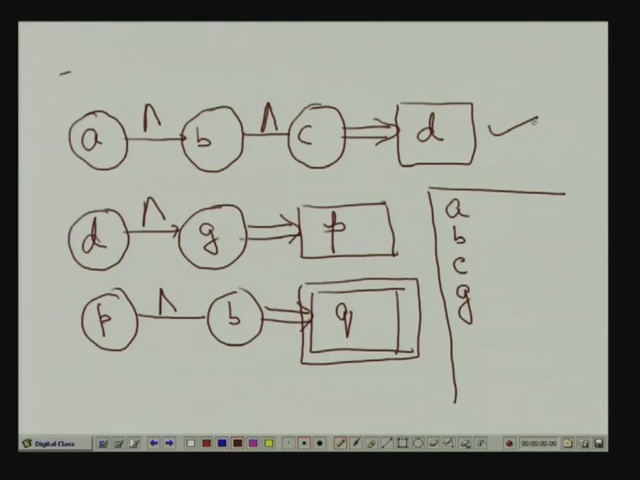 a ∧ b ∧ c ⇒ d ✓
d ∧ g ⇒ p
p ∧ b ⇒ q
a
b
c
g
Digital Class
00:00:00.00